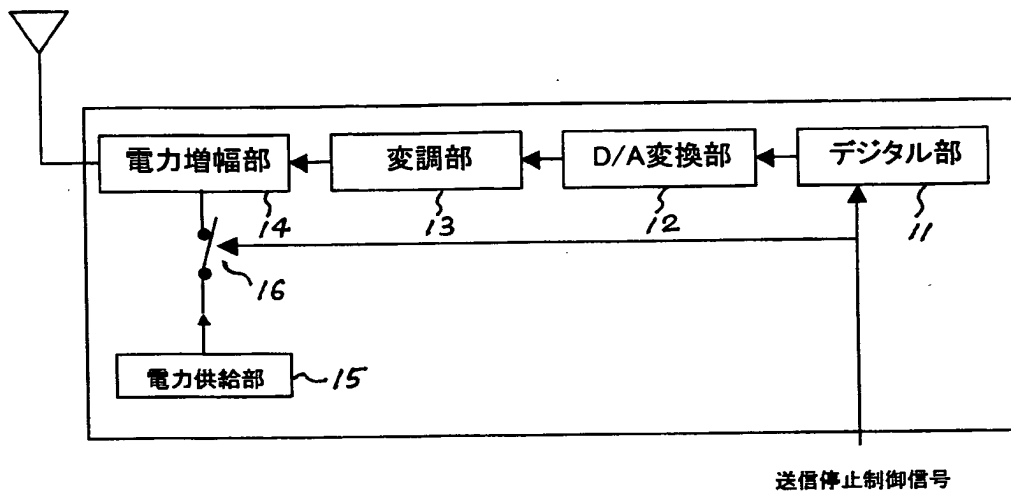 電力増幅部
変調部
D/A変換部
デジタル部
14
13
12
11
16
電力供給部
15
送信停止制御信号